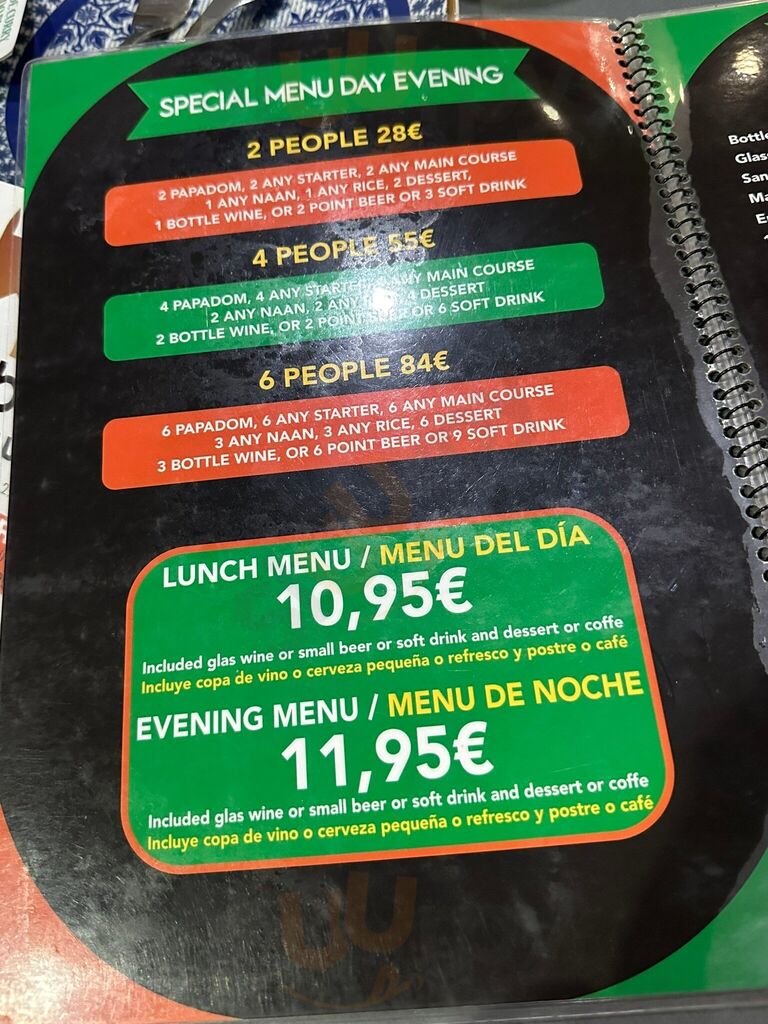 SPECIAL MENU DAY EVENING
2 PEOPLE 28€
2 PAPADOM, 2 ANY STARTER, 2 ANY MAIN COURSE
1 ANY NAAN, 1 ANY RICE, 2 DESSERT,
1 BOTTLE WINE, OR 2 POINT BEER OR 3 SOFT DRINK
4 PEOPLE 55€
4 PAPADOM, 4 ANY STARTER ANY MAIN COURSE
2 ANY NAAN, 2 ANY 4 DESSERT
2 BOTTLE WINE, OR 2 POINT BEER OR 6 SOFT DRINK
6 PEOPLE 84€
6 PAPADOM, 6 ANY STARTER, 6 ANY MAIN COURSE
3 ANY NAAN, 3 ANY RICE, 6 DESSERT
3 BOTTLE WINE, OR 6 POINT BEER OR 9 SOFT DRINK
LUNCH MENU / MENU DEL DÍA
10,95€
Included glas wine or small beer or soft drink and dessert or coffe
Incluye copa de vino o cerveza pequeña o refresco y postre o café
EVENING MENU / MENU DE NOCHE
11,95€
Included glas wine or small beer or soft drink and dessert or coffe
Incluye copa de vino o cerveza pequeña o refresco y postre o café